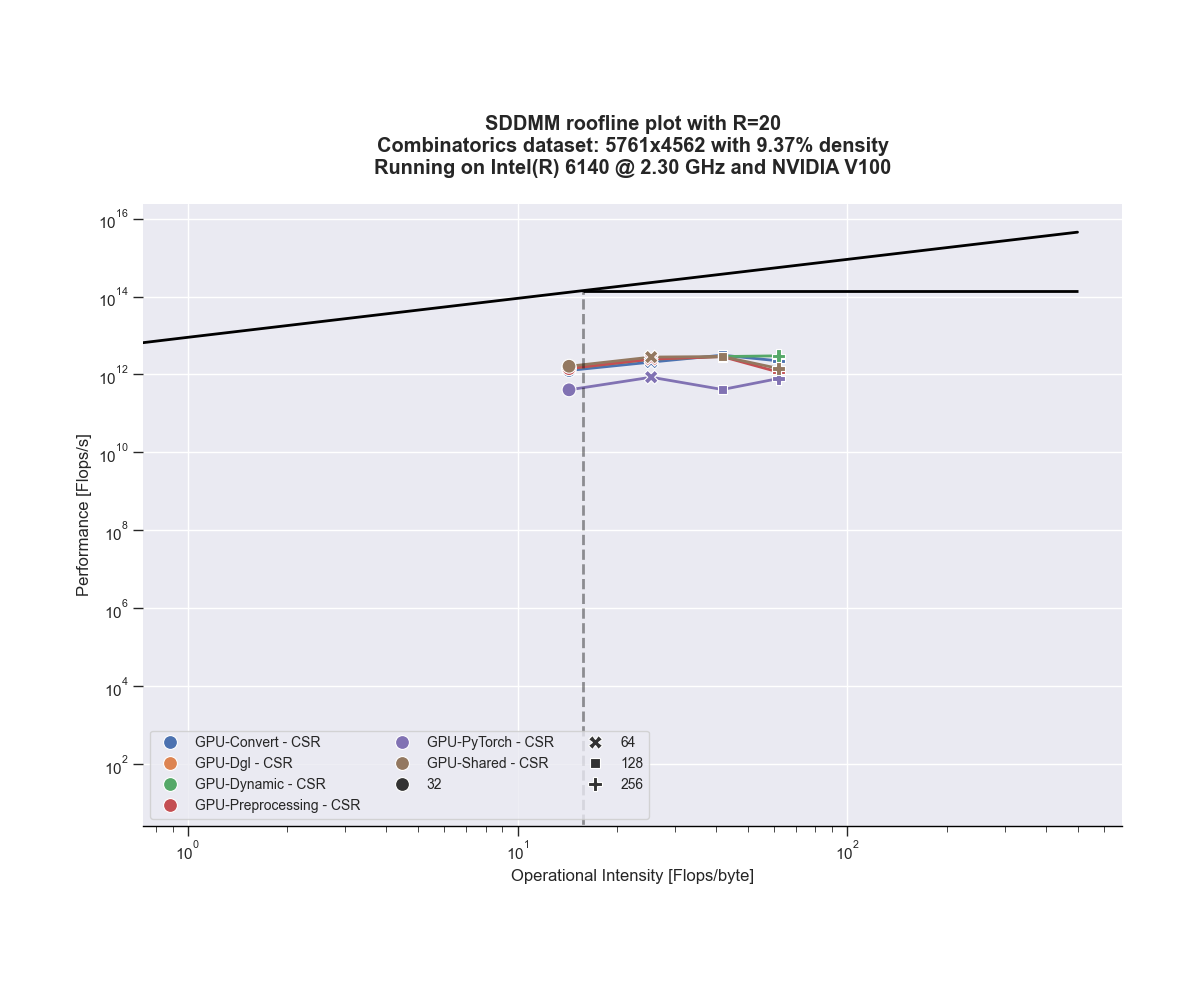 SDDMM roofline plot with R=20
Combinatorics dataset: 5761x4562 with 9.37% density
Running on Intel(R) 6140 @ 2.30 GHz and NVIDIA V100
10^16
10^14
10^12
10^10
10^8
10^6
10^4
10^2
Performance [Flops/s]
GPU-Convert - CSR
GPU-Dgl - CSR
GPU-Dynamic - CSR
GPU-Preprocessing - CSR
GPU-PyTorch - CSR
GPU-Shared - CSR
32
64
128
256
10^0
10^1
10^2
Operational Intensity [Flops/byte]